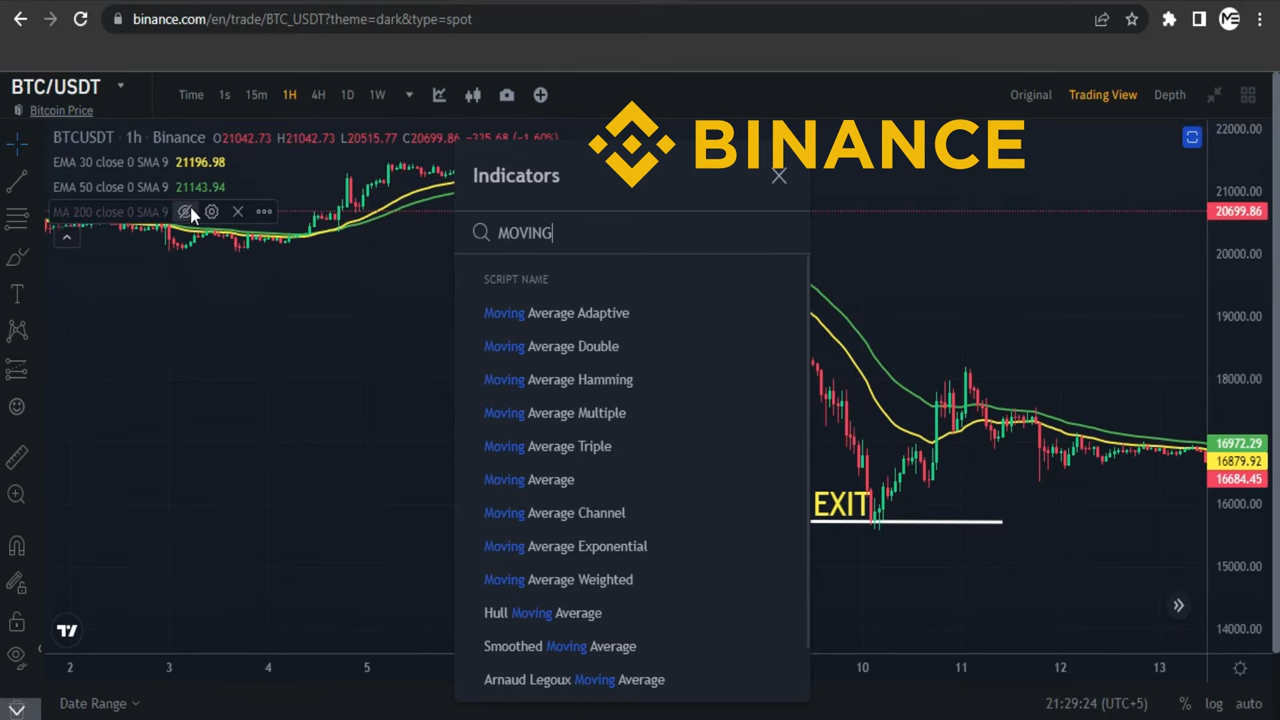 binance.com/en/trade/BTC_USDT?theme=dark&type=spot
BTC/USDT
Bitcoin Price
Time 1s 15m 1H 4H 1D 1W
Original Trading View Depth
BTCUSDT · 1h · Binance O21042.73 H21042.73 L20515.77 C20699.86 −335.68 (−1.60%)
EMA 30 close 0 SMA 9 21196.98
EMA 50 close 0 SMA 9 21143.94
MA 200 close 0 SMA 9
BINANCE
Indicators
MOVING
SCRIPT NAME
Moving Average Adaptive
Moving Average Double
Moving Average Hamming
Moving Average Multiple
Moving Average Triple
Moving Average
Moving Average Channel
Moving Average Exponential
Moving Average Weighted
Hull Moving Average
Smoothed Moving Average
Arnaud Legoux Moving Average
EXIT
22000.00
21000.00
20699.86
20000.00
19000.00
18000.00
16972.29
16879.92
16684.45
16000.00
15000.00
14000.00
2 3 4 5 10 11 12 13
Date Range
21:29:24 (UTC+5) % log auto